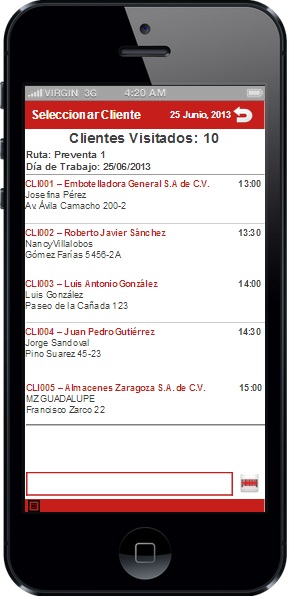 VIRGIN 3G 4:20 AM
Seleccionar Cliente 25 Junio, 2013
Clientes Visitados: 10
Ruta: Preventa 1
Día de Trabajo: 25/06/2013
CLI001 – Embotelladora General S.A de C.V. 13:00
Josefina Pérez
Av. Ávila Camacho 200-2
CLI002 – Roberto Javier Sánchez 13:30
Nancy Villalobos
Gómez Farías 5456-2A
CLI003 – Luis Antonio González 14:00
Luis González
Paseo de la Cañada 123
CLI004 – Juan Pedro Gutiérrez 14:30
Jorge Sandoval
Pino Suarez 45-23
CLI005 – Almacenes Zaragoza S.A. de C.V. 15:00
MZ GUADALUPE
Francisco Zarco 22